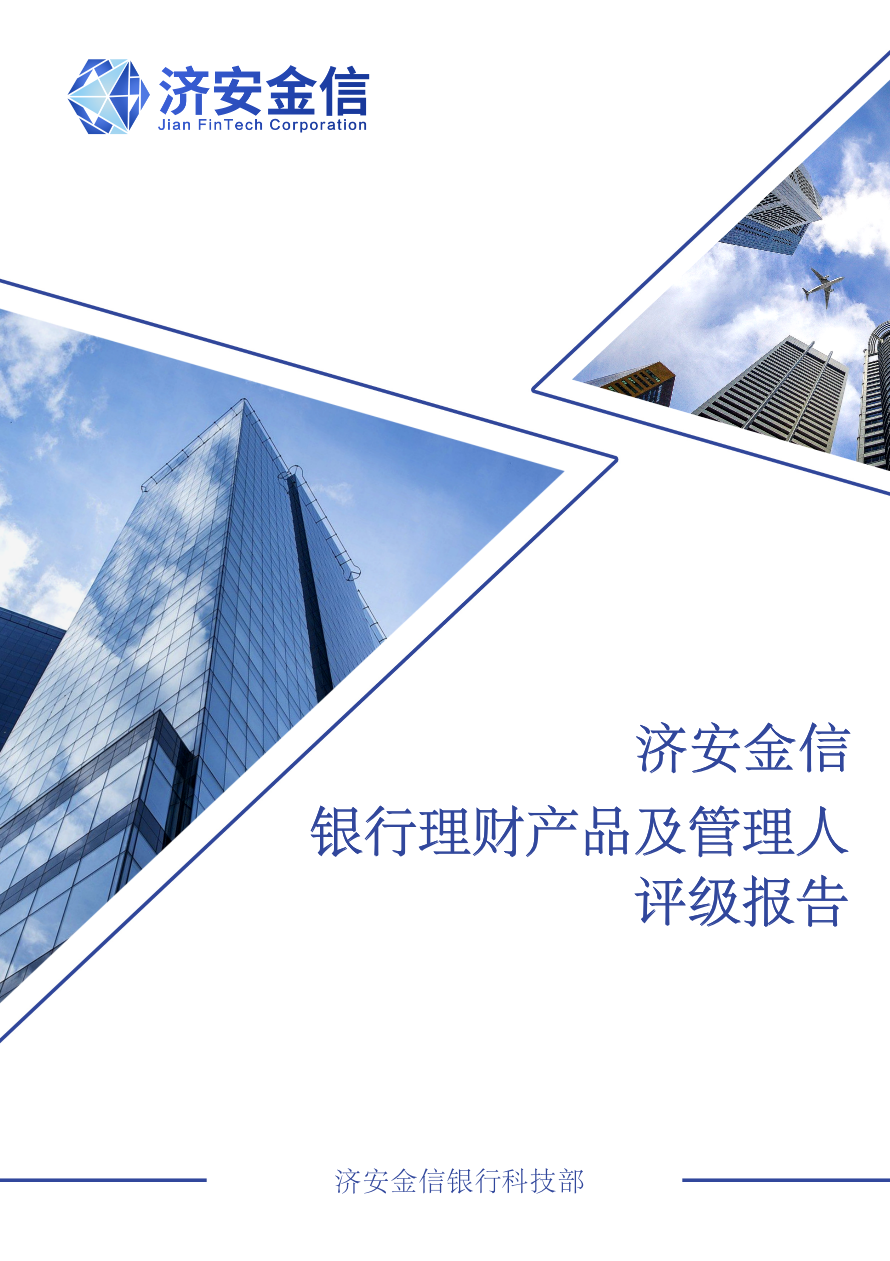 济安金信
Jian FinTech Corporation
济安金信
银行理财产品及管理人
评级报告
济安金信银行科技部